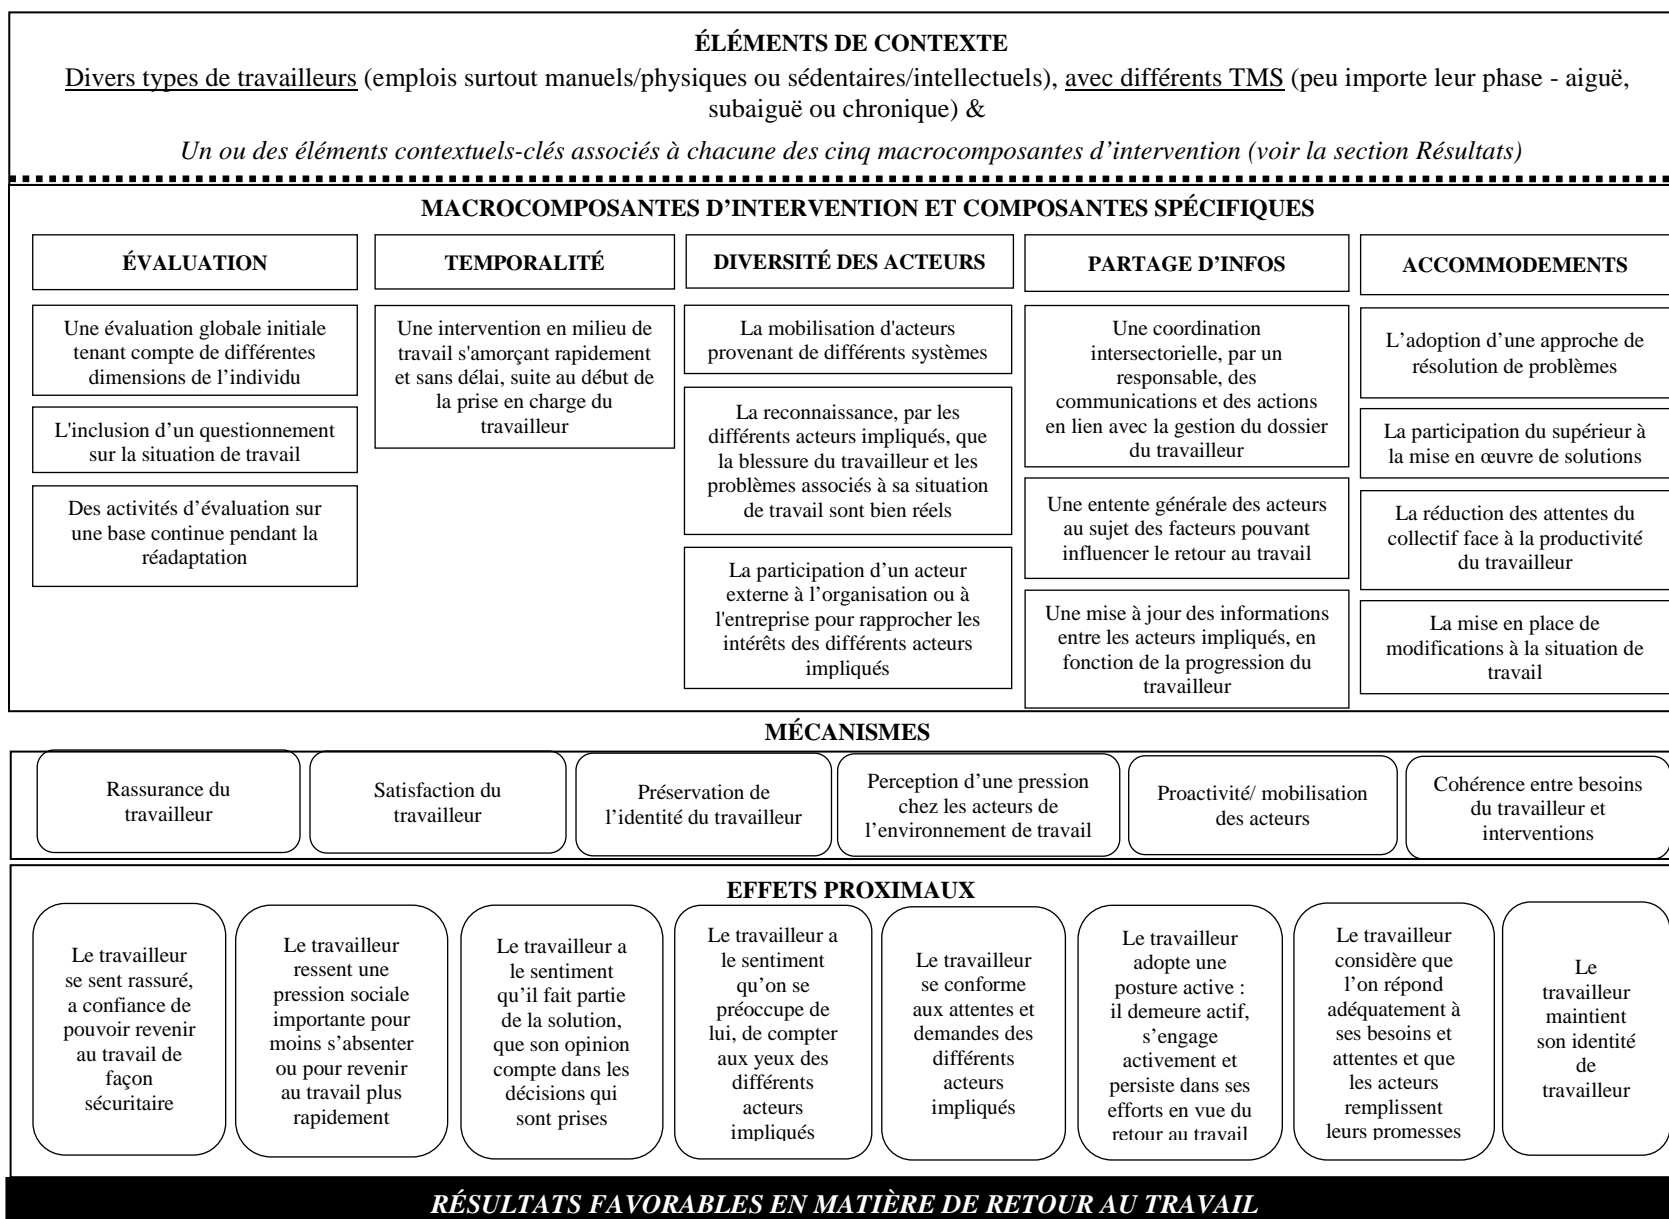 ÉLÉMENTS DE CONTEXTE
Divers types de travailleurs (emplois surtout manuels/physiques ou sédentaires/intellectuels), avec différents TMS (peu importe leur phase - aiguë,
subaiguë ou chronique) &
Un ou des éléments contextuels-clés associés à chacune des cinq macrocomposantes d’intervention (voir la section Résultats)
MACROCOMPOSANTES D’INTERVENTION ET COMPOSANTES SPÉCIFIQUES
ÉVALUATION
Une évaluation globale initiale
tenant compte de différentes
dimensions de l’individu
L'inclusion d’un questionnement
sur la situation de travail
Des activités d’évaluation sur
une base continue pendant la
réadaptation
TEMPORALITÉ
Une intervention en milieu de
travail s'amorçant rapidement
et sans délai, suite au début de
la prise en charge du
travailleur
DIVERSITÉ DES ACTEURS
La mobilisation d'acteurs
provenant de différents systèmes
La reconnaissance, par les
différents acteurs impliqués, que
la blessure du travailleur et les
problèmes associés à sa situation
de travail sont bien réels
La participation d’un acteur
externe à l’organisation ou à
l'entreprise pour rapprocher les
intérêts des différents acteurs
impliqués
PARTAGE D’INFOS
Une coordination
intersectorielle, par un
responsable, des
communications et des actions
en lien avec la gestion du dossier
du travailleur
Une entente générale des acteurs
au sujet des facteurs pouvant
influencer le retour au travail
Une mise à jour des informations
entre les acteurs impliqués, en
fonction de la progression du
travailleur
ACCOMMODEMENTS
L’adoption d’une approche de
résolution de problèmes
La participation du supérieur à
la mise en œuvre de solutions
La réduction des attentes du
collectif face à la productivité
du travailleur
La mise en place de
modifications à la situation de
travail
MÉCANISMES
Rassurance du
travailleur
Satisfaction du
travailleur
Préservation de
l’identité du travailleur
Perception d’une pression
chez les acteurs de
l’environnement de travail
Proactivité/ mobilisation
des acteurs
Cohérence entre besoins
du travailleur et
interventions
EFFETS PROXIMAUX
Le travailleur
se sent rassuré,
a confiance de
pouvoir revenir
au travail de
façon
sécuritaire
Le travailleur
ressent une
pression sociale
importante pour
moins s’absenter
ou pour revenir
au travail plus
rapidement
Le travailleur a
le sentiment
qu’il fait partie
de la solution,
que son opinion
compte dans les
décisions qui
sont prises
Le travailleur a
le sentiment
qu’on se
préoccupe de
lui, de compter
aux yeux des
différents
acteurs
impliqués
Le travailleur
se conforme
aux attentes et
demandes des
différents
acteurs
impliqués
Le travailleur
adopte une
posture active :
il demeure actif,
s’engage
activement et
persiste dans ses
efforts en vue du
retour au travail
Le travailleur
considère que
l’on répond
adéquatement à
ses besoins et
attentes et que
les acteurs
remplissent
leurs promesses
Le
travailleur
maintient
son identité
de
travailleur
RÉSULTATS FAVORABLES EN MATIÈRE DE RETOUR AU TRAVAIL